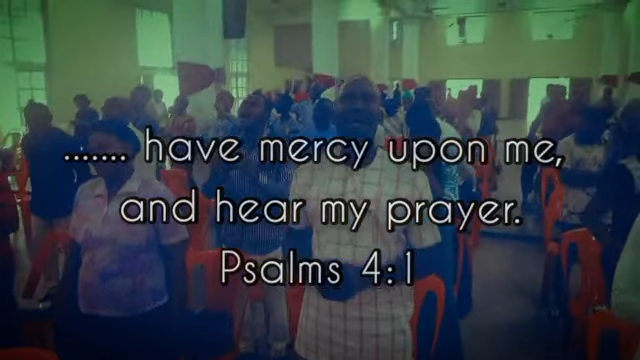 ....... have mercy upon me,
and hear my prayer.
Psalms 4:1